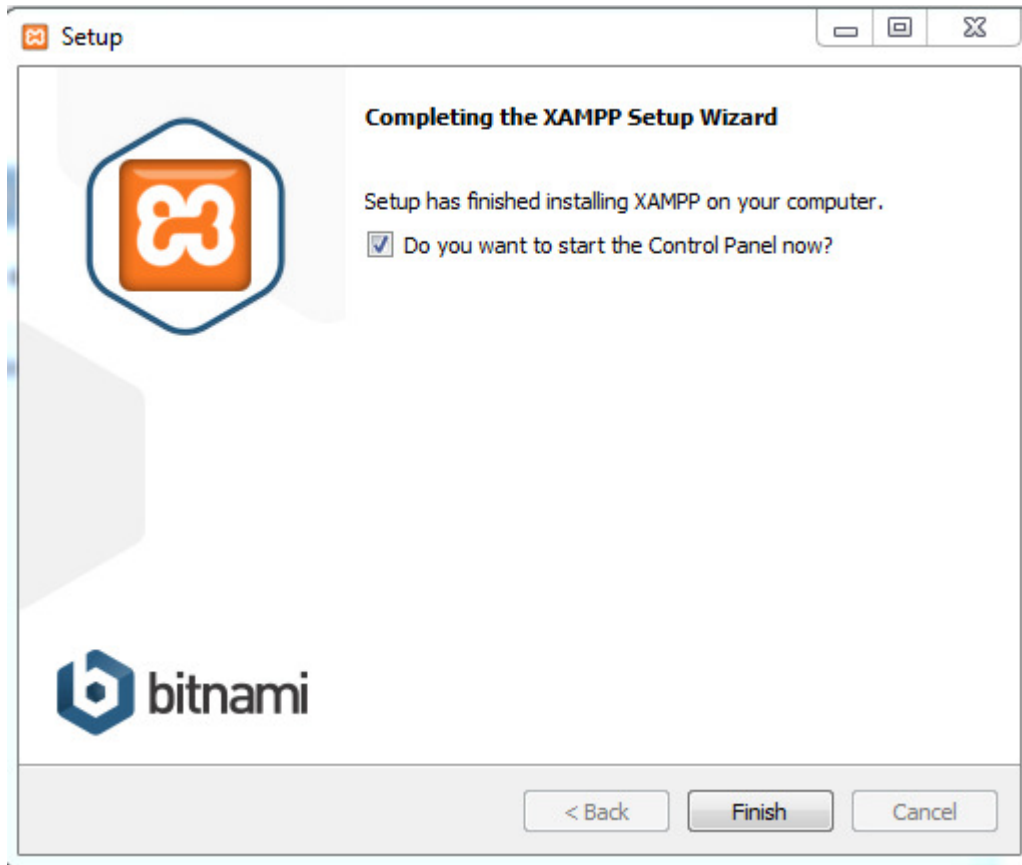 Setup
Completing the XAMPP Setup Wizard
Setup has finished installing XAMPP on your computer.
Do you want to start the Control Panel now?
bitnami
< Back
Finish
Cancel